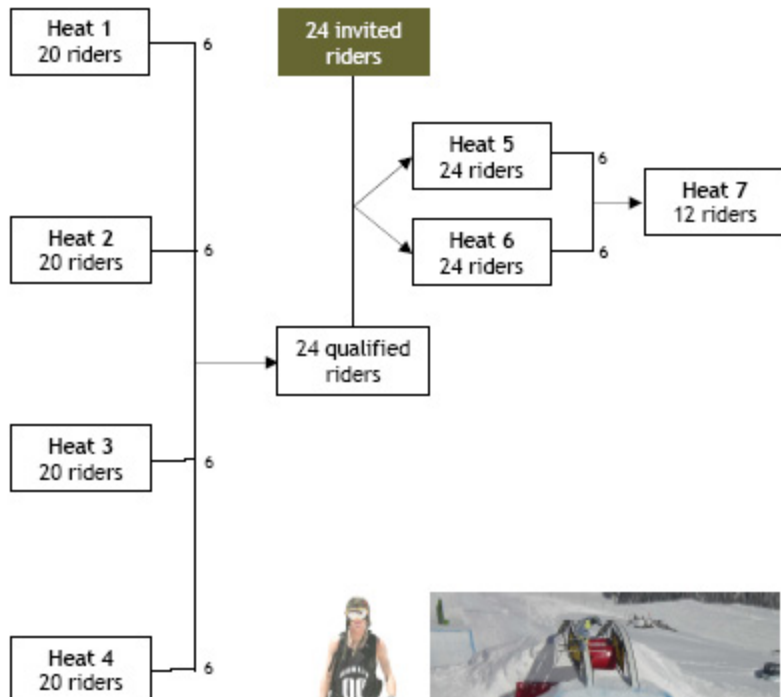 Heat 1
20 riders
6
24 invited
riders
Heat 5
24 riders
6
Heat 7
12 riders
Heat 2
20 riders
6
Heat 6
24 riders
6
24 qualified
riders
Heat 3
20 riders
6
Heat 4
20 riders
6